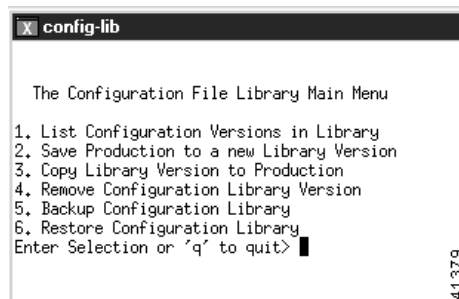 X config-lib
The Configuration File Library Main Menu
1. List Configuration Versions in Library
2. Save Production to a new Library Version
3. Copy Library Version to Production
4. Remove Configuration Library Version
5. Backup Configuration Library
6. Restore Configuration Library
Enter Selection or 'q' to quit>
41379